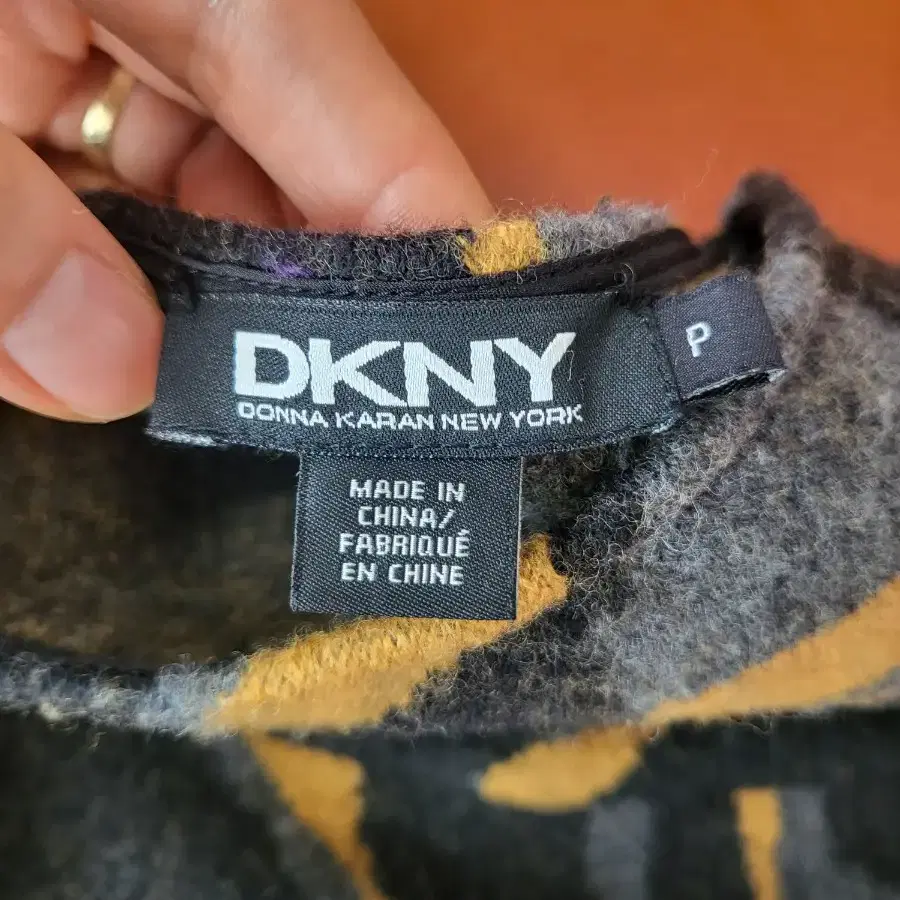 DKNY
DONNA KARAN NEW YORK
P
MADE IN
CHINA/
FABRIQUÉ
EN CHINE